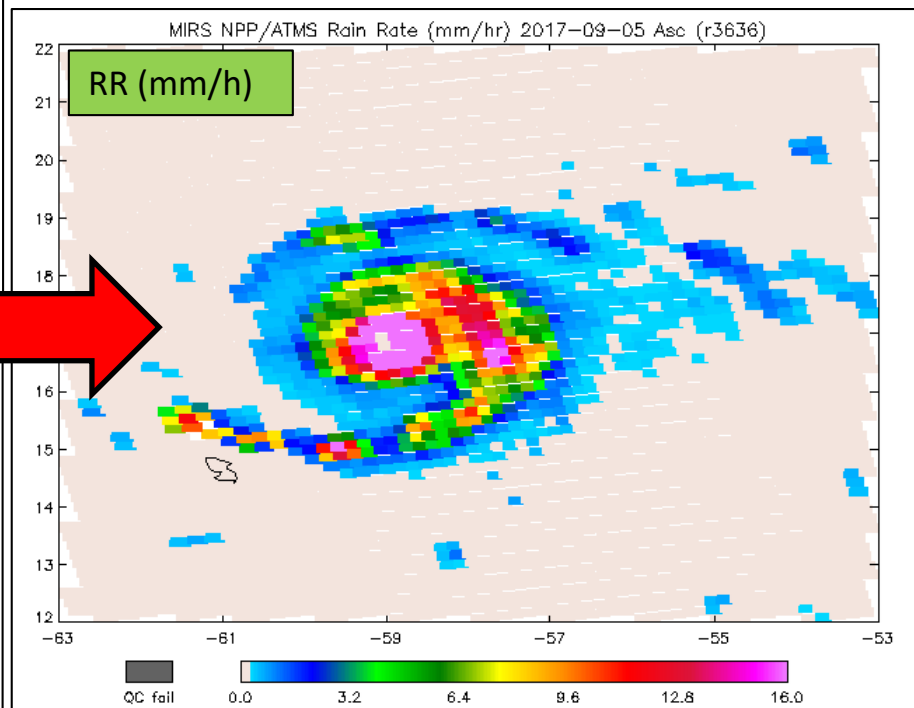 MIRS NPP/ATMS Rain Rate (mm/hr) 2017-09-05 Asc (r3636)
RR (mm/h)
22
21
20
19
18
17
16
15
14
13
12
-63 -61 -59 -57 -55 -53
QC fail 0.0 3.2 6.4 9.6 12.8 16.0